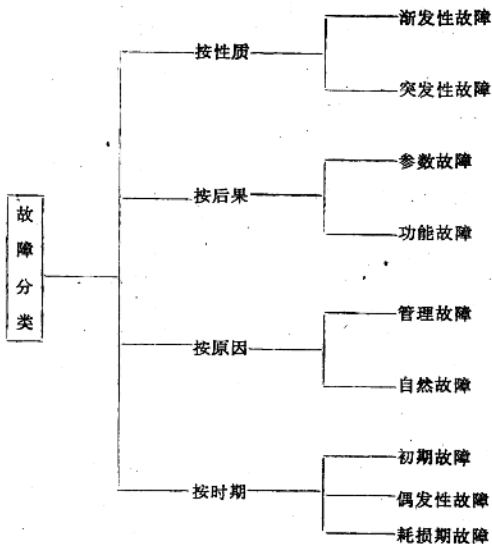 故障分类
按性质
渐发性故障
突发性故障
按后果
参数故障
功能故障
按原因
管理故障
自然故障
按时期
初期故障
偶发性故障
耗损期故障